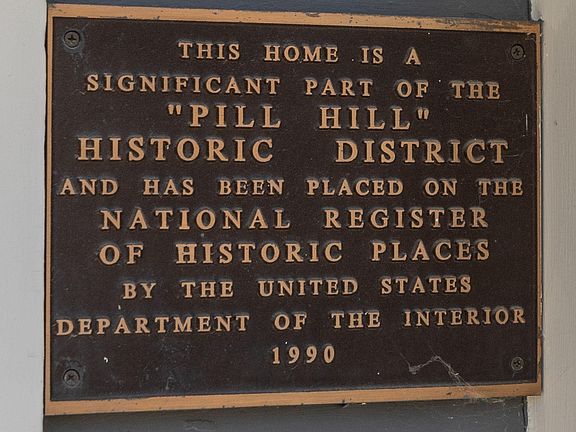 THIS HOME IS A
SIGNIFICANT PART OF THE
"PILL HILL"
HISTORIC DISTRICT
AND HAS BEEN PLACED ON THE
NATIONAL REGISTER
OF HISTORIC PLACES
BY THE UNITED STATES
DEPARTMENT OF THE INTERIOR
1990